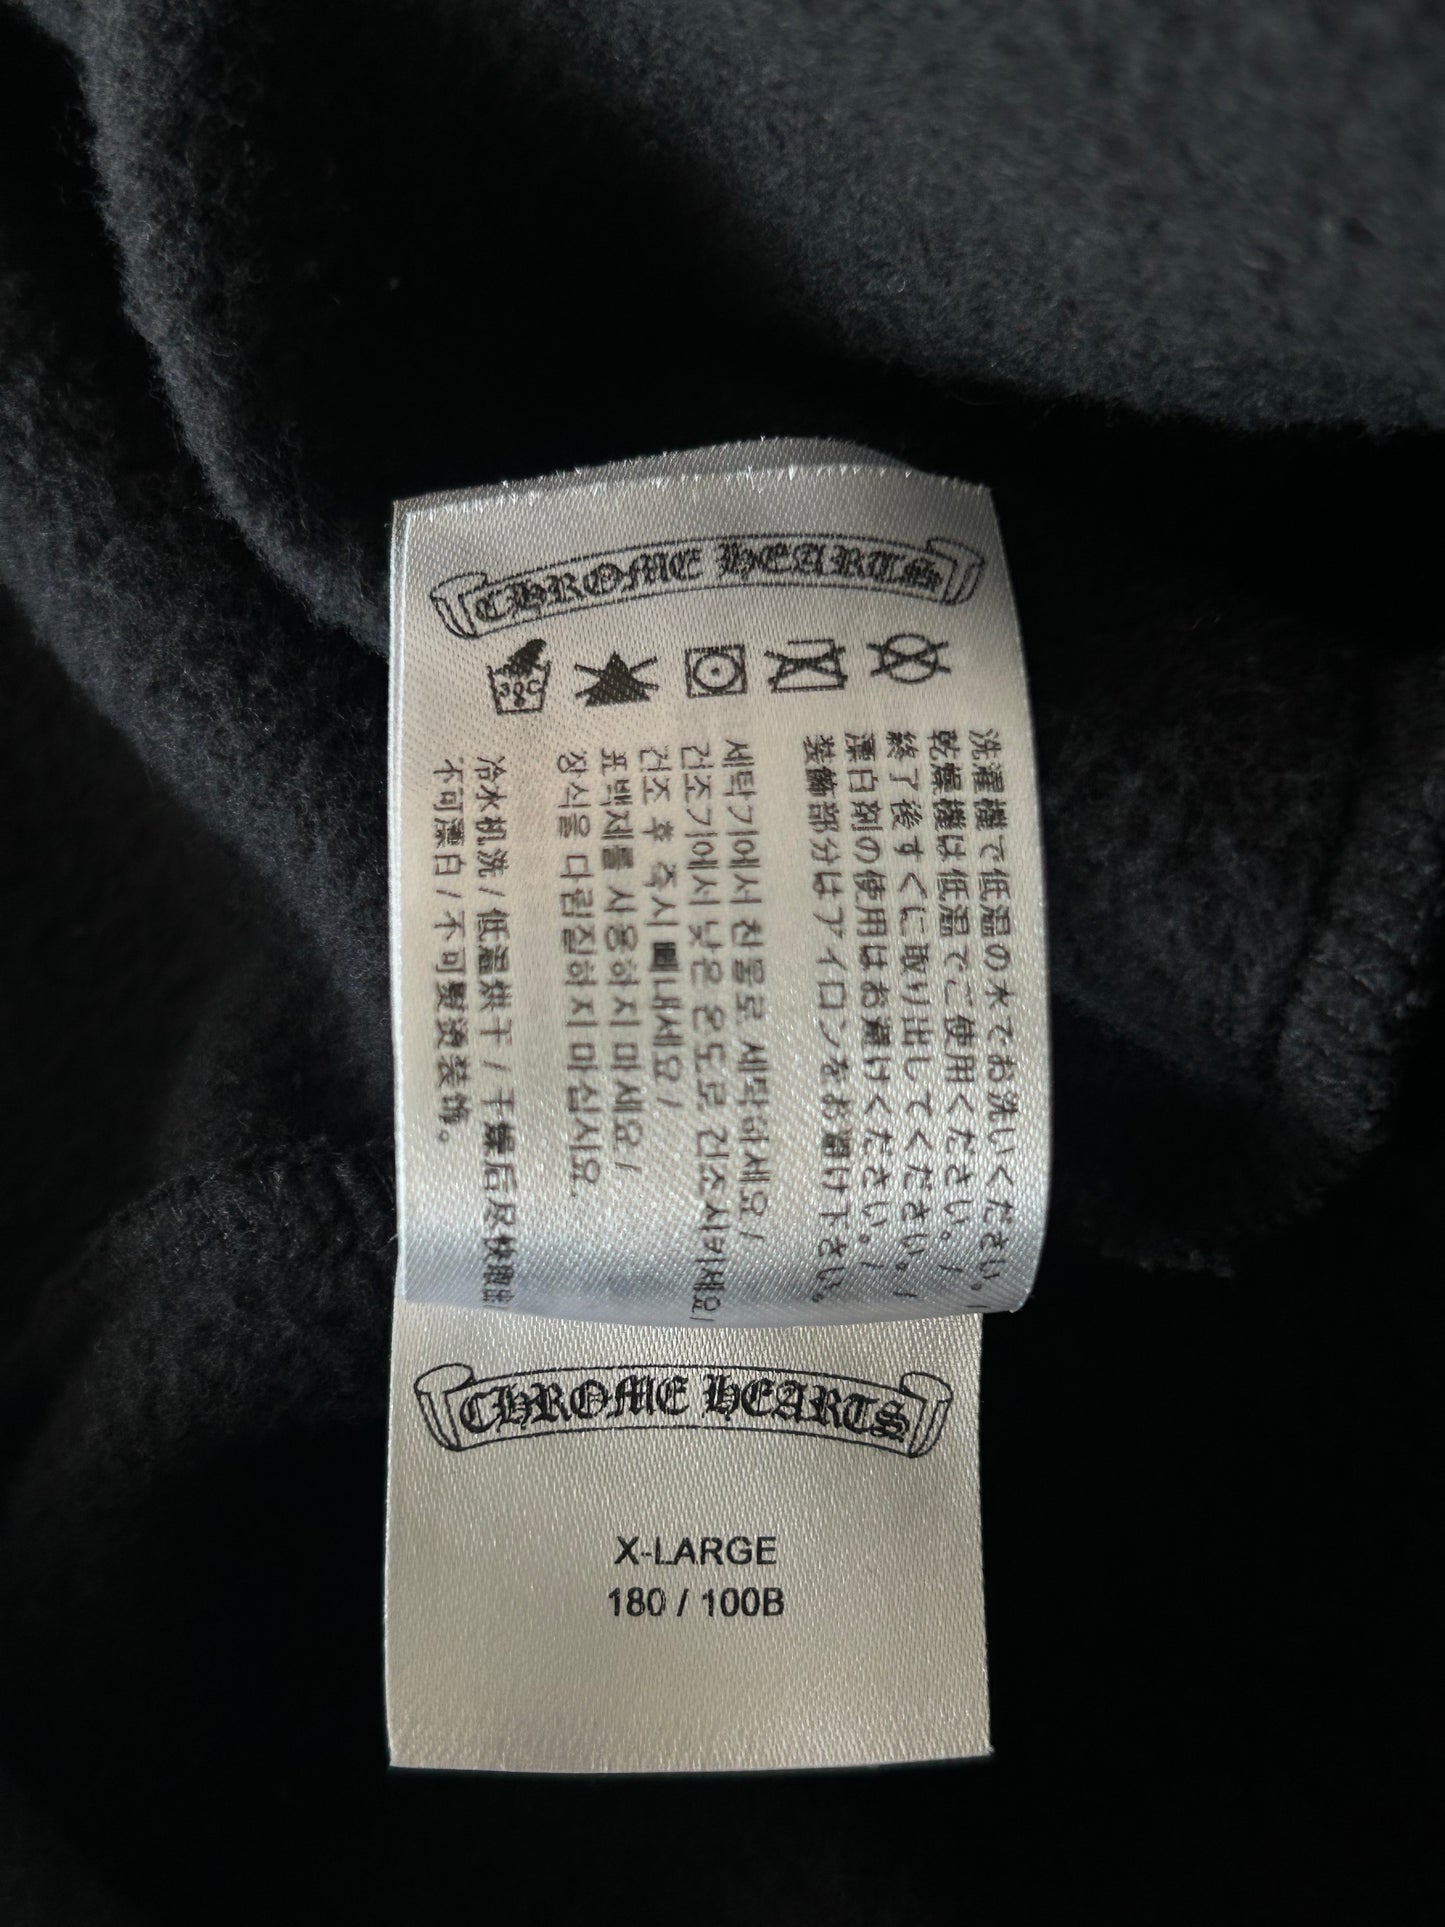 CHROME HEARTS
30C
洗濯機で低温の水でお洗いください。/
乾燥機は低温でご使用ください。/
終了後すぐに取り出してください。/
漂白剤の使用はお避けください。/
装飾部分はアイロンをお避け下さい。
세탁기에서 찬물로 세탁하세요 /
건조기에서 낮은 온도로 건조시키세요/
건조 후 즉시 빼내세요 /
표백제를 사용하지 마세요 /
장식을 다림질하지 마십시요.
冷水机洗 / 低温烘干 / 干燥后尽快取出
不可漂白 / 不可熨烫装饰。
CHROME HEARTS
X-LARGE
180 / 100B